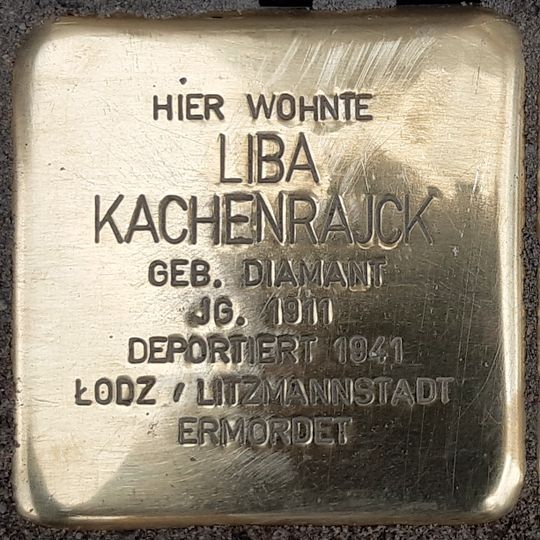 HIER WOHNTE
LIBA
KACHENRAJCK
GEB. DIAMANT
JG. 1911
DEPORTIERT 1941
ŁODZ / LITZMANNSTADT
ERMORDET